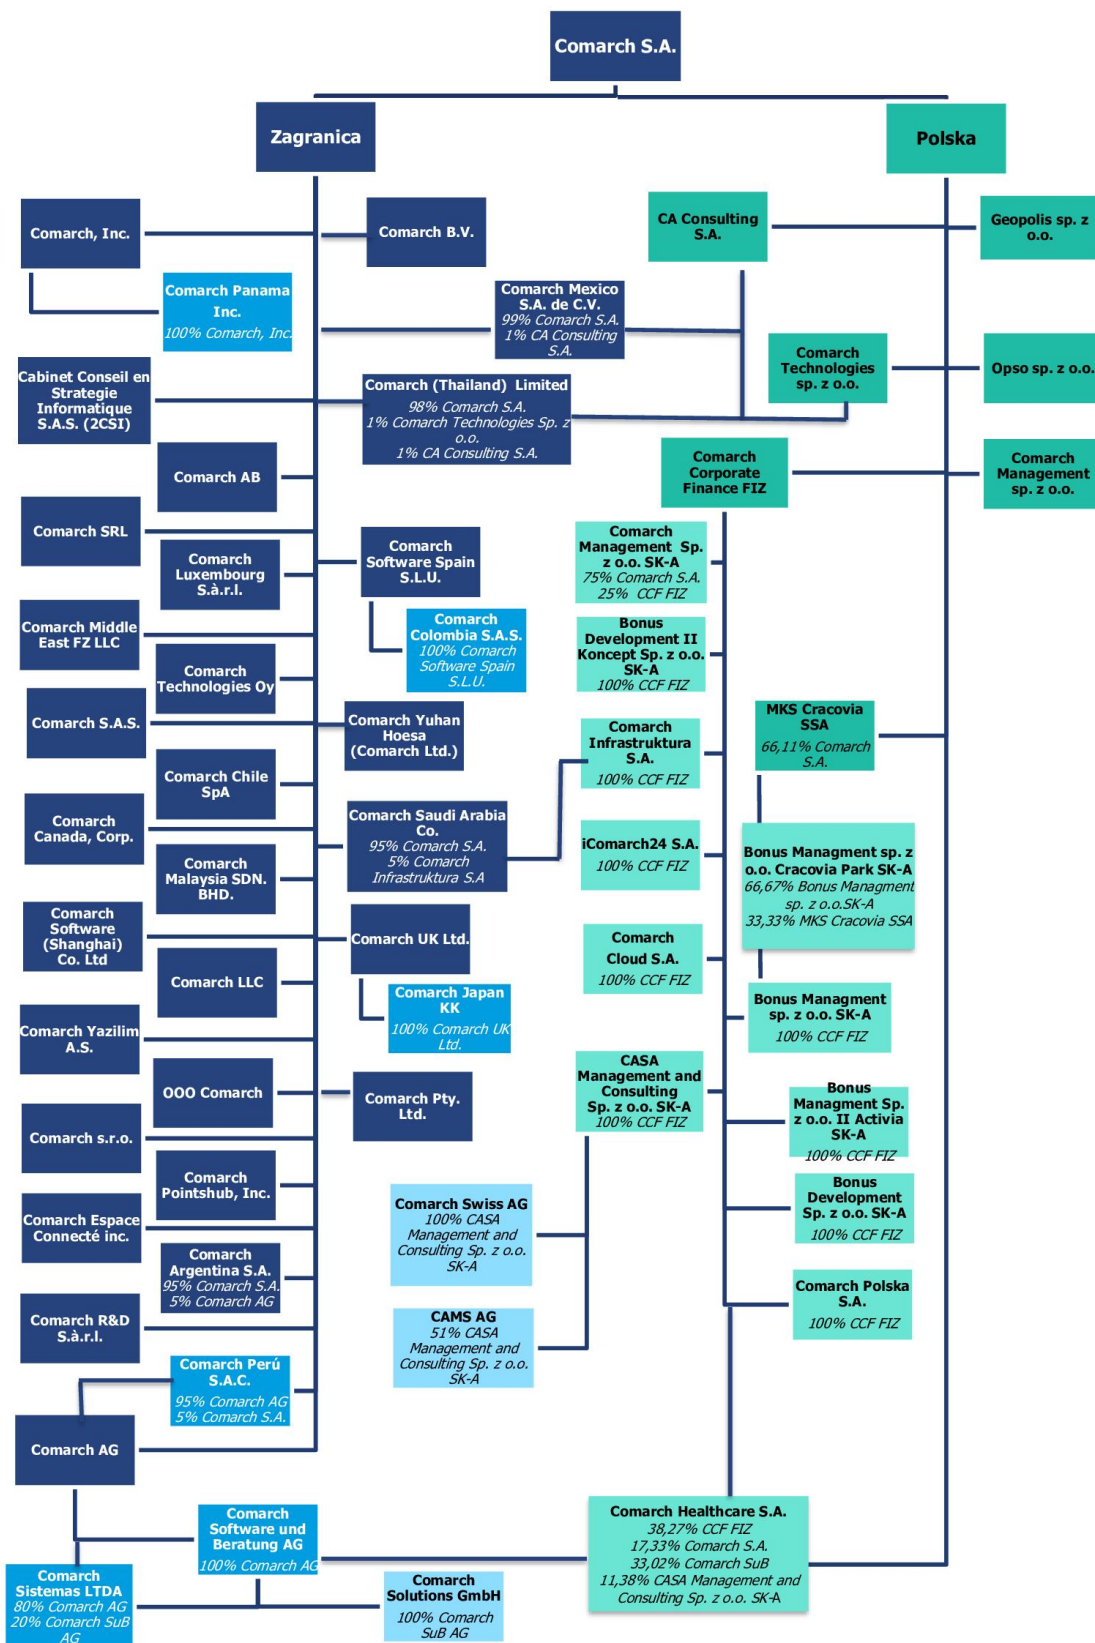 Comarch S.A.
Zagranica
Polska
Comarch, Inc.
Comarch B.V.
CA Consulting
S.A.
Geopolis sp. z
o.o.
Comarch Panama
Inc.
100% Comarch, Inc.
Comarch Mexico
S.A. de C.V.
99% Comarch S.A.
1% CA Consulting
S.A.
Comarch
Technologies
sp. z o.o.
Opso sp. z o.o.
Cabinet Conseil en
Strategie
Informatique
S.A.S. (2CSI)
Comarch (Thailand) Limited
98% Comarch S.A.
1% Comarch Technologies Sp. z
o.o.
1% CA Consulting S.A.
Comarch AB
Comarch
Corporate
Finance FIZ
Comarch
Management
sp. z o.o.
Comarch SRL
Comarch
Luxembourg
S.à.r.l.
Comarch
Software Spain
S.L.U.
Comarch
Management Sp.
z o.o. SK-A
75% Comarch S.A.
25% CCF FIZ
Comarch Middle
East FZ LLC
Comarch
Colombia S.A.S.
100% Comarch
Software Spain
S.L.U.
Bonus
Development II
Koncept Sp. z o.o.
SK-A
100% CCF FIZ
Comarch
Technologies Oy
Comarch S.A.S.
Comarch Yuhan
Hoesa
(Comarch Ltd.)
Comarch
Infrastruktura
S.A.
100% CCF FIZ
MKS Cracovia
SSA
66,11% Comarch
S.A.
Comarch Chile
SpA
Comarch
Canada, Corp.
Comarch Saudi Arabia
Co.
95% Comarch S.A.
5% Comarch
Infrastruktura S.A
iComarch24 S.A.
100% CCF FIZ
Bonus Managment sp. z
o.o. Cracovia Park SK-A
66,67% Bonus Managment
sp. z o.o.SK-A
33,33% MKS Cracovia SSA
Comarch
Malaysia SDN.
BHD.
Comarch
Software
(Shanghai)
Co. Ltd
Comarch UK Ltd.
Comarch
Cloud S.A.
100% CCF FIZ
Comarch LLC
Comarch Japan
KK
100% Comarch UK
Ltd.
Bonus Managment
sp. z o.o. SK-A
100% CCF FIZ
Comarch Yazilim
A.S.
OOO Comarch
Comarch Pty.
Ltd.
CASA
Management and
Consulting
Sp. z o.o. SK-A
100% CCF FIZ
Bonus
Managment Sp.
z o.o. II Activia
SK-A
100% CCF FIZ
Comarch s.r.o.
Comarch
Pointshub, Inc.
Comarch Swiss AG
100% CASA
Management and
Consulting Sp. z o.o.
SK-A
Bonus
Development
Sp. z o.o. SK-A
100% CCF FIZ
Comarch Espace
Connecté inc.
Comarch
Argentina S.A.
95% Comarch S.A.
5% Comarch AG
Comarch Polska
S.A.
100% CCF FIZ
Comarch R&D
S.à.r.l.
CAMS AG
51% CASA
Management and
Consulting Sp. z o.o.
SK-A
Comarch Perú
S.A.C.
95% Comarch AG
5% Comarch S.A.
Comarch AG
Comarch
Software und
Beratung AG
100% Comarch AG
Comarch Healthcare S.A.
38,27% CCF FIZ
17,33% Comarch S.A.
33,02% Comarch SuB
11,38% CASA Management and
Consulting Sp. z o.o. SK-A
Comarch
Sistemas LTDA
80% Comarch AG
20% Comarch SuB
AG
Comarch
Solutions GmbH
100% Comarch
SuB AG